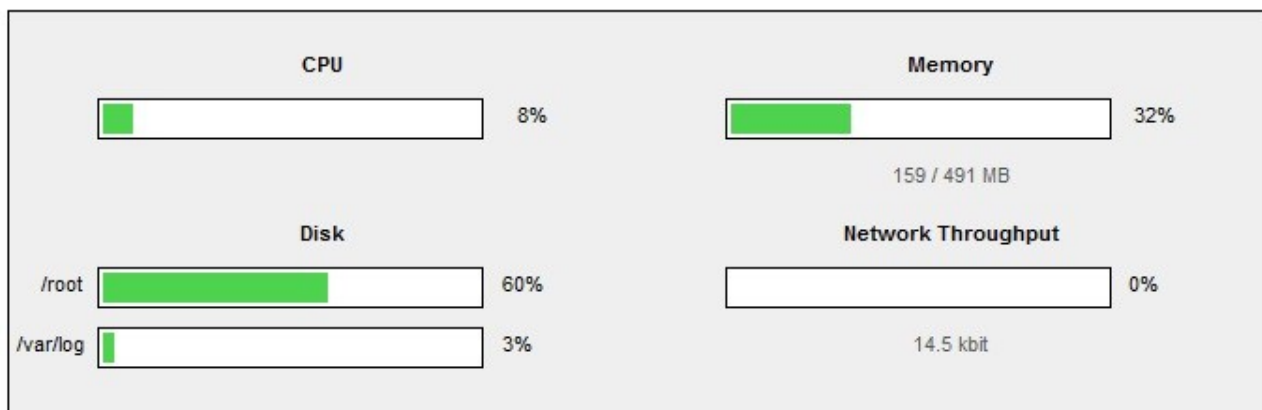 CPU
8%
Memory
32%
159 / 491 MB
Disk
/root 60%
/var/log 3%
Network Throughput
0%
14.5 kbit